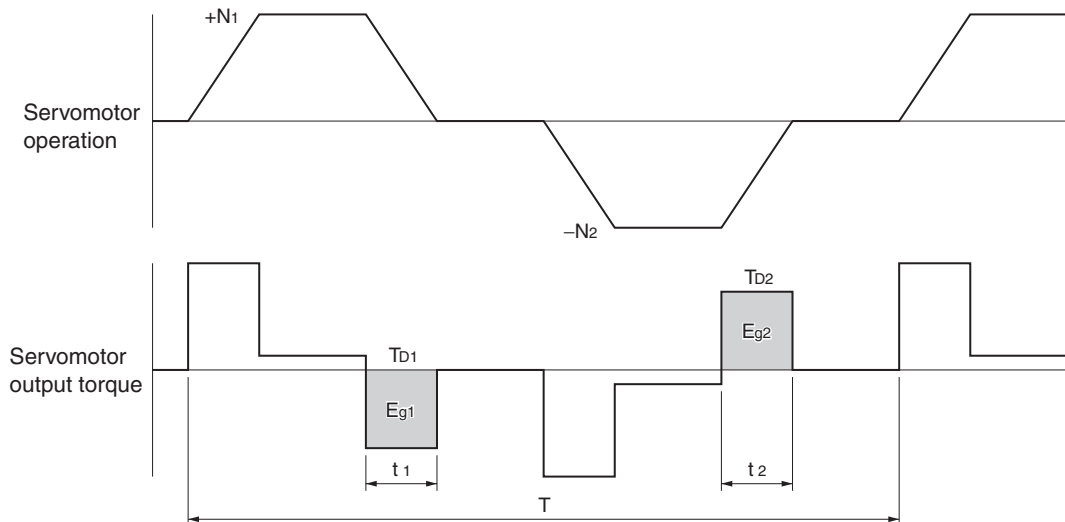 +N1
Servomotor
operation
−N2
TD2
Eg2
Servomotor
output torque
TD1
Eg1
t1
t2
T